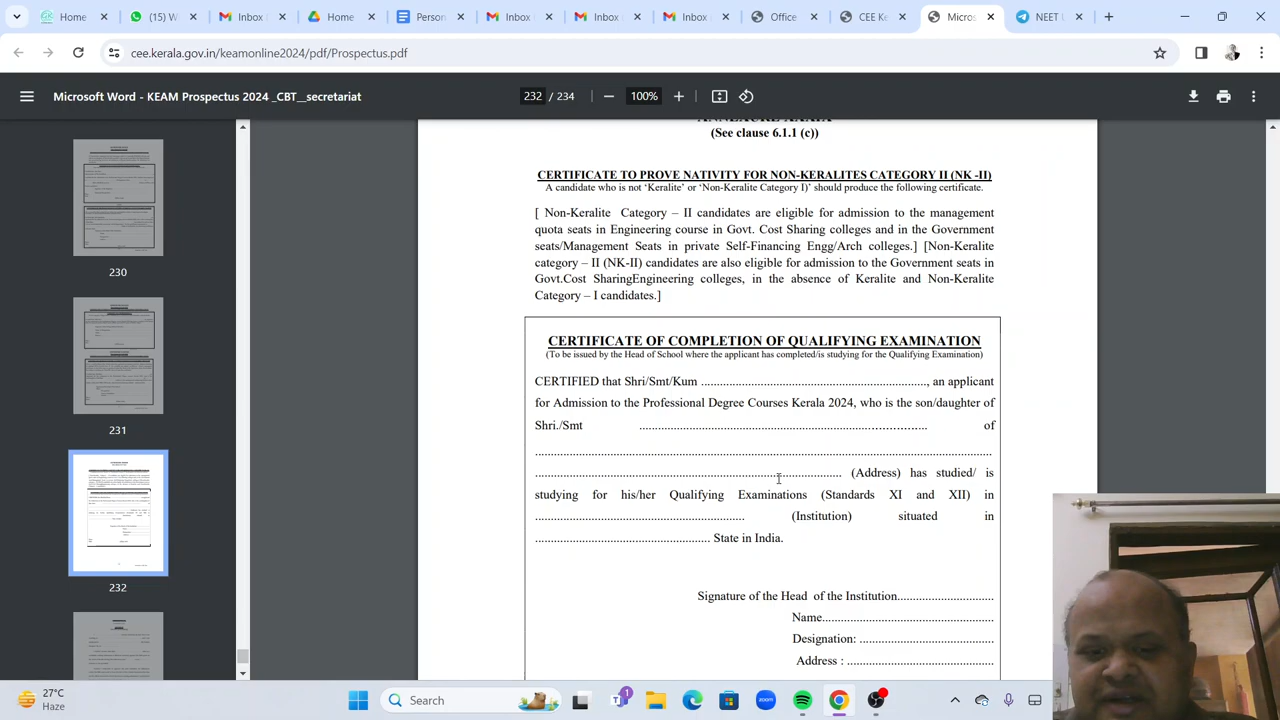 (15) W
Inbox
Home
Person
Inbox
Inbox
Inbox
Office
CEE Ke
Micros
NEET U
cee.kerala.gov.in/keamonline2024/pdf/Prospectus.pdf
Microsoft Word - KEAM Prospectus 2024 _CBT__secretariat
232 / 234
100%
230
231
232
(See clause 6.1.1 (c))
CERTIFICATE TO PROVE NATIVITY FOR NON-KERALITES CATEGORY II (NK -II)
A candidate who is not 'Keralite' or 'Non-Keralite Category I)' should produce the following certificate.
[ Non-Keralite Category – II candidates are eligible for admission to the management
quota seats in Engineering course in Govt. Cost Sharing colleges and in the Government
seats/Management Seats in private Self-Financing Engg/Arch colleges.] [Non-Keralite
category – II (NK-II) candidates are also eligible for admission to the Government seats in
Govt.Cost SharingEngineering colleges, in the absence of Keralite and Non-Keralite
Category – I candidates.]
CERTIFICATE OF COMPLETION OF QUALIFYING EXAMINATION
(To be issued by the Head of School where the applicant has completed/is studying for the Qualifying Examination)
CERTIFIED that Shri/Smt/Kum ..........................................................................., an applicant
for Admission to the Professional Degree Courses Kerala 2024, who is the son/daughter of
Shri./Smt ............................................................................................ of
....................................................................................................................................................
.................................................................................................... (Address) has studied/ is
studying for his/her Qualifying Examinations (Standards XI and XII) in
.................................................................... (Institution) situated in
......................................................... State in India.
Signature of the Head of the Institution...............................
Name........................................................
Designation: ............................................
Address : ................................................
27°C
Haze
Search
1